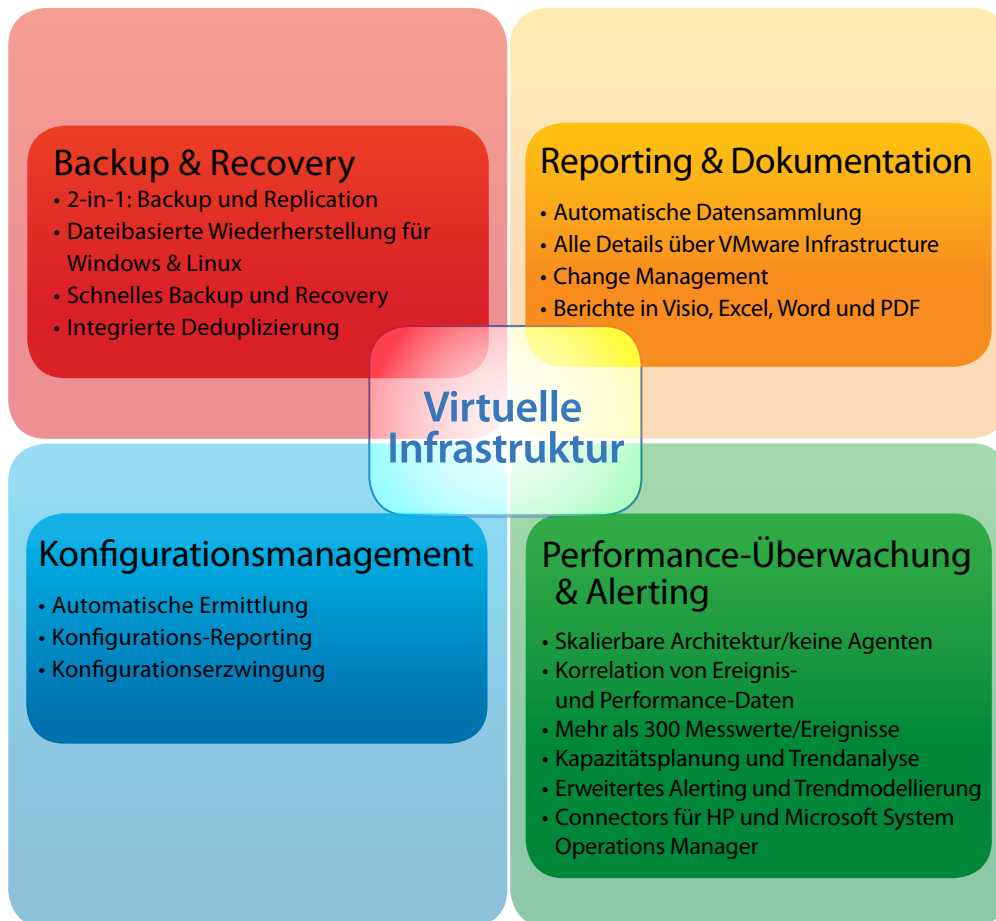 Backup & Recovery
• 2-in-1: Backup und Replication
• Dateibasierte Wiederherstellung für
Windows & Linux
• Schnelles Backup und Recovery
• Integrierte Deduplizierung
Reporting & Dokumentation
• Automatische Datensammlung
• Alle Details über VMware Infrastructure
• Change Management
• Berichte in Visio, Excel, Word und PDF
Virtuelle
Infrastruktur
Konfigurationsmanagement
• Automatische Ermittlung
• Konfigurations-Reporting
• Konfigurationserzwingung
Performance-Überwachung
& Alerting
• Skalierbare Architektur/keine Agenten
• Korrelation von Ereignis-
und Performance-Daten
• Mehr als 300 Messwerte/Ereignisse
• Kapazitätsplanung und Trendanalyse
• Erweitertes Alerting und Trendmodellierung
• Connectors für HP und Microsoft System
Operations Manager